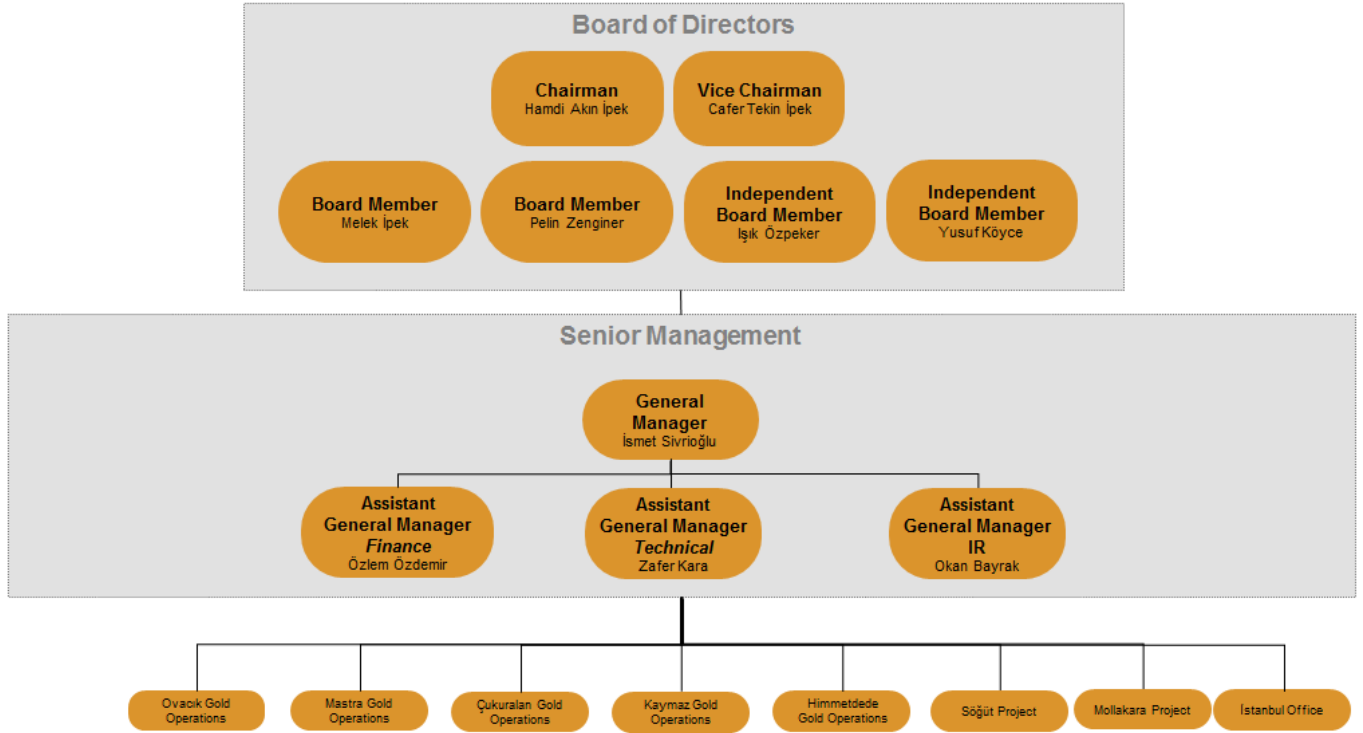 Board of Directors
Chairman
Hamdi Akın İpek
Vice Chairman
Cafer Tekin İpek
Board Member
Melek İpek
Board Member
Pelin Zenginer
Independent
Board Member
Işık Özpeker
Independent
Board Member
Yusuf Köyce
Senior Management
General
Manager
İsmet Sivrioğlu
Assistant
General Manager
Finance
Özlem Özdemir
Assistant
General Manager
Technical
Zafer Kara
Assistant
General Manager
IR
Okan Bayrak
Ovacık Gold
Operations
Mastra Gold
Operations
Çukuralan Gold
Operations
Kaymaz Gold
Operations
Himmetdede
Gold Operations
Söğüt Project
Mollakara Project
İstanbul Office